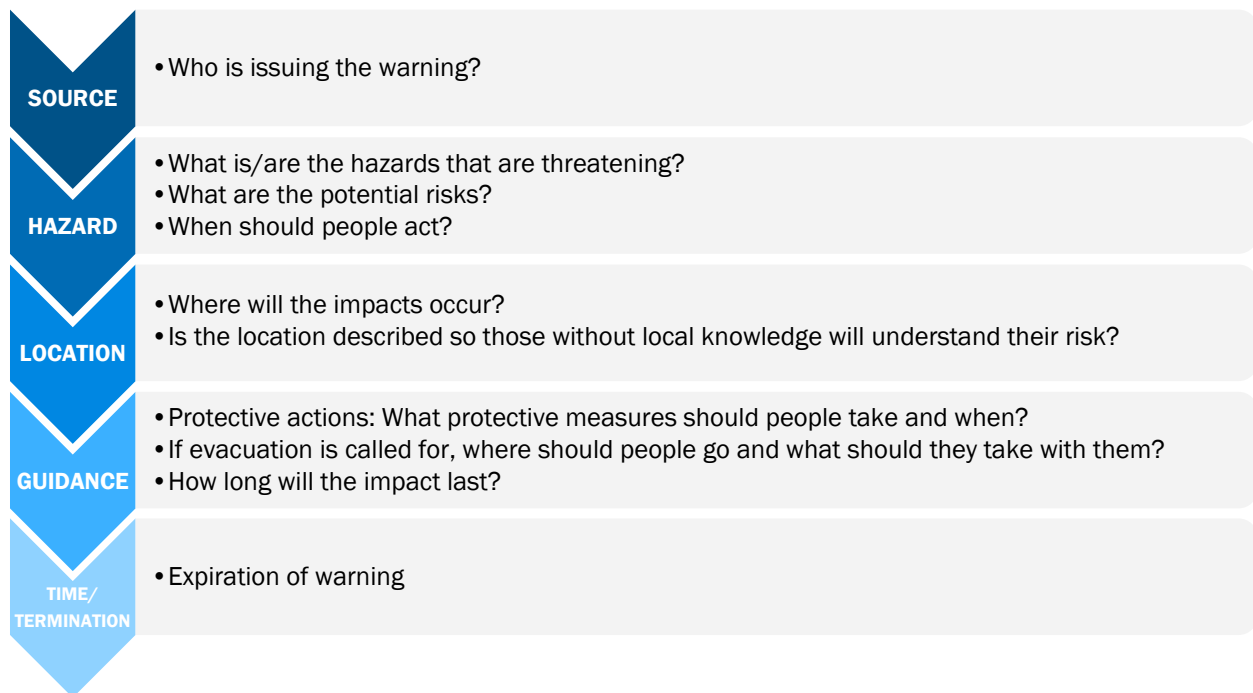 SOURCE
•Who is issuing the warning?
HAZARD
•What is/are the hazards that are threatening?
•What are the potential risks?
•When should people act?
LOCATION
•Where will the impacts occur?
•Is the location described so those without local knowledge will understand their risk?
GUIDANCE
•Protective actions: What protective measures should people take and when?
•If evacuation is called for, where should people go and what should they take with them?
•How long will the impact last?
TIME/
TERMINATION
•Expiration of warning